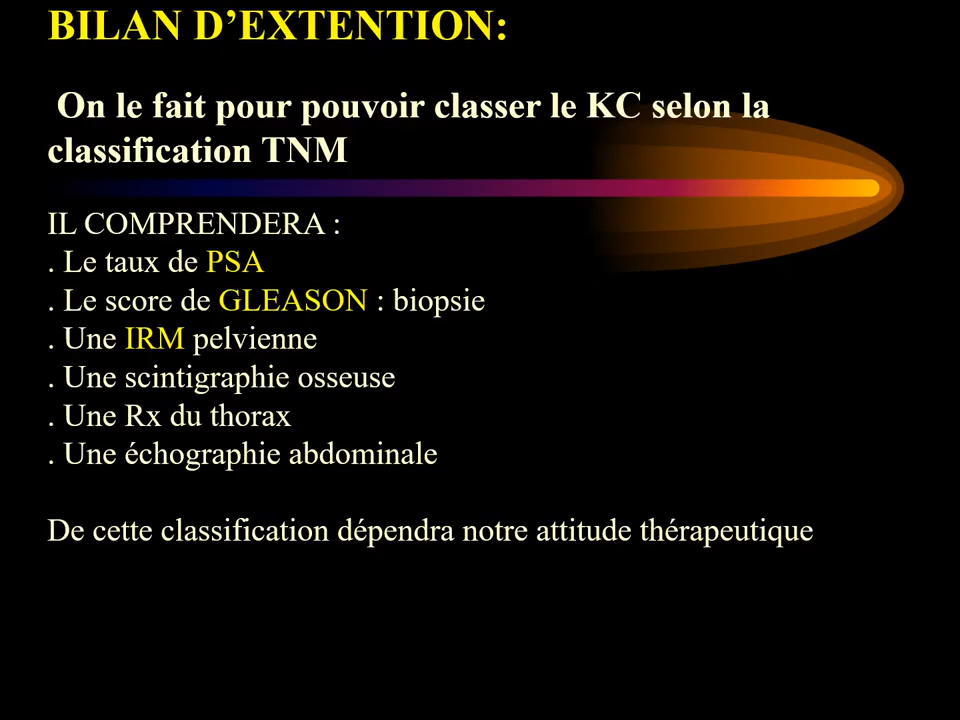 BILAN D’EXTENTION:
On le fait pour pouvoir classer le KC selon la
classification TNM
IL COMPRENDERA :
. Le taux de PSA
. Le score de GLEASON : biopsie
. Une IRM pelvienne
. Une scintigraphie osseuse
. Une Rx du thorax
. Une échographie abdominale
De cette classification dépendra notre attitude thérapeutique